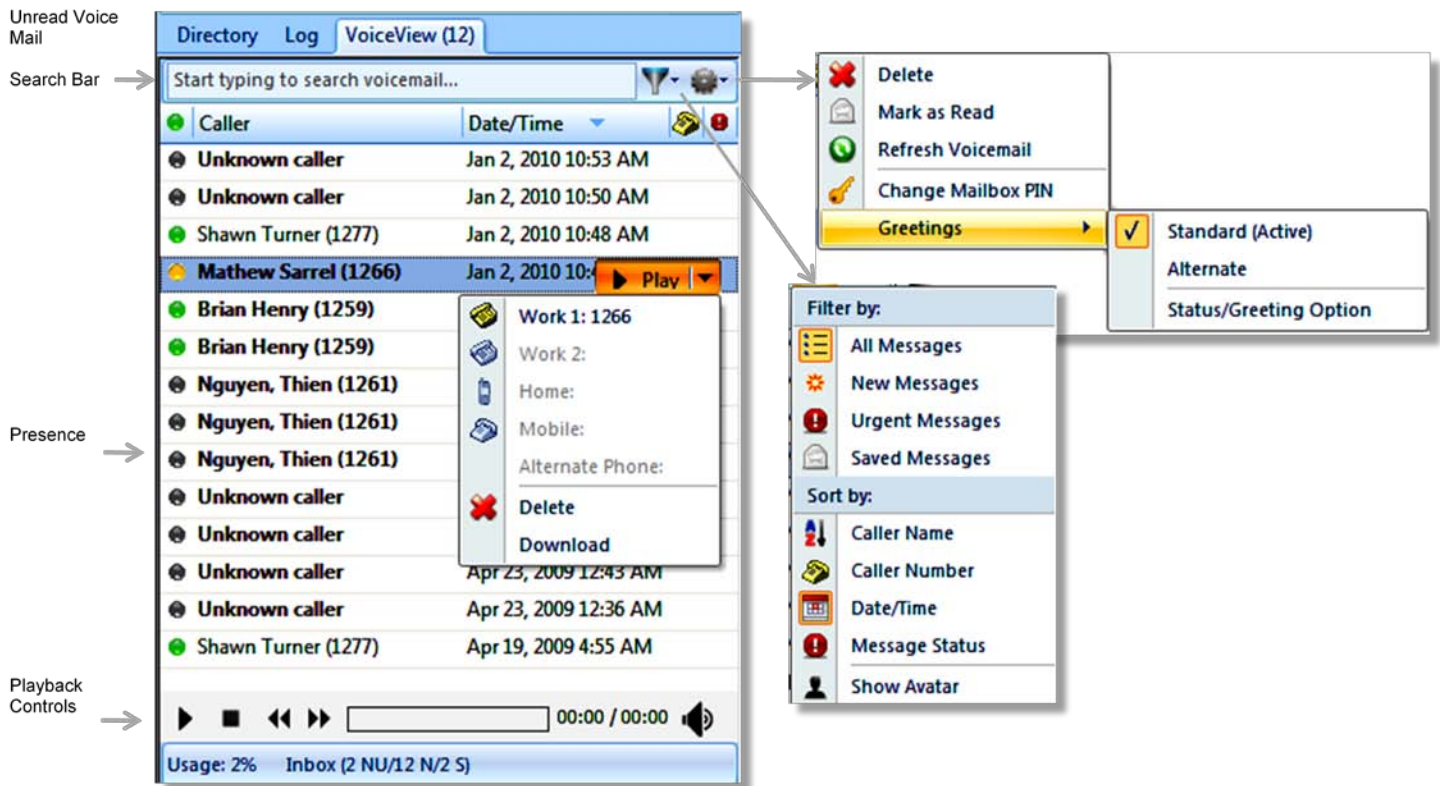 Unread Voice
Mail
Search Bar
Presence
Playback
Controls
Directory Log VoiceView (12)
Start typing to search voicemail...
Caller Date/Time
Unknown caller Jan 2, 2010 10:53 AM
Unknown caller Jan 2, 2010 10:50 AM
Shawn Turner (1277) Jan 2, 2010 10:48 AM
Mathew Sarrel (1266) Jan 2, 2010 Play
Brian Henry (1259)
Brian Henry (1259)
Nguyen, Thien (1261)
Nguyen, Thien (1261)
Nguyen, Thien (1261)
Unknown caller
Unknown caller
Unknown caller Apr 23, 2009 12:43 AM
Unknown caller Apr 23, 2009 12:36 AM
Shawn Turner (1277) Apr 19, 2009 4:55 AM
Work 1: 1266
Work 2:
Home:
Mobile:
Alternate Phone:
Delete
Download
00:00 / 00:00
Usage: 2% Inbox (2 NU/12 N/2 S)
Delete
Mark as Read
Refresh Voicemail
Change Mailbox PIN
Greetings
Standard (Active)
Alternate
Status/Greeting Option
Filter by:
All Messages
New Messages
Urgent Messages
Saved Messages
Sort by:
Caller Name
Caller Number
Date/Time
Message Status
Show Avatar